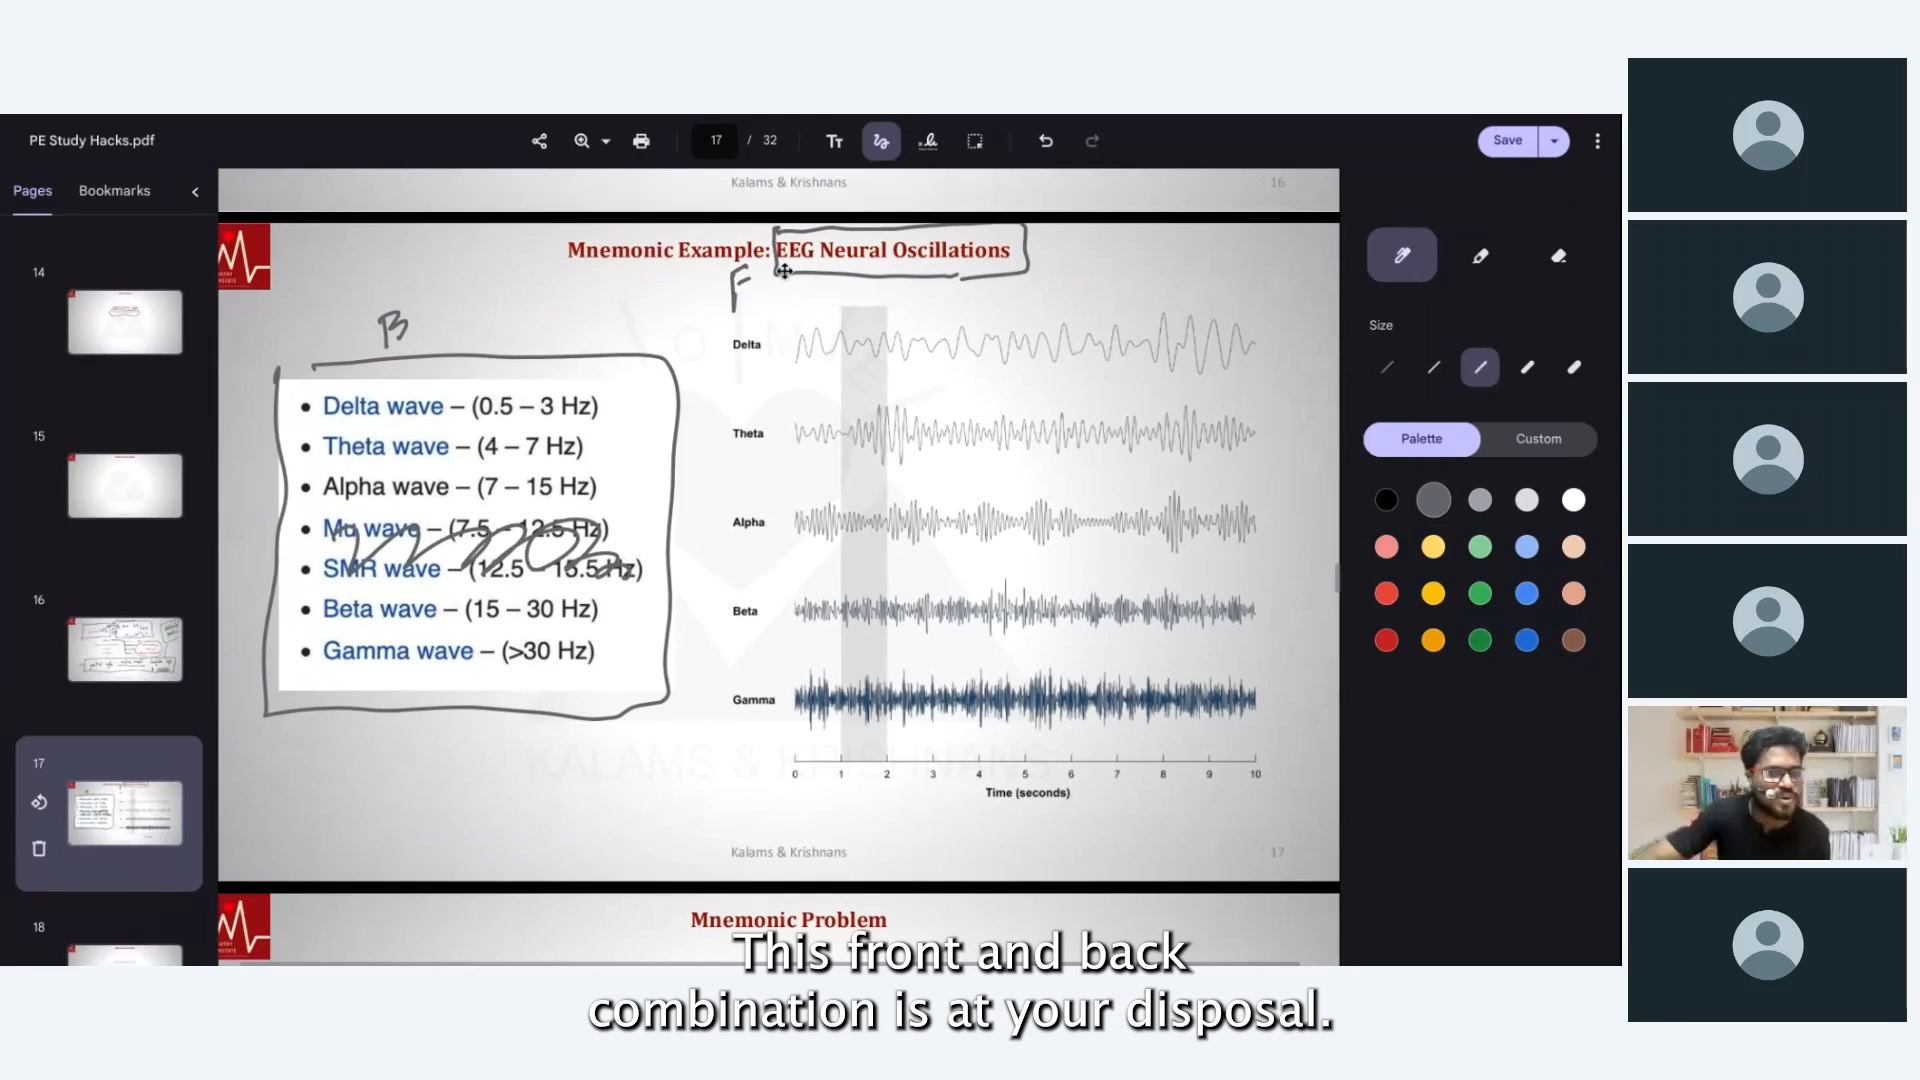 PE Study Hacks.pdf
17 / 32
Save
Pages
Bookmarks
14
15
16
17
18
Kalams & Krishnans
16
Mnemonic Example: EEG Neural Oscillations
F
B
Delta wave – (0.5 – 3 Hz)
Theta wave – (4 – 7 Hz)
Alpha wave – (7 – 15 Hz)
Mu wave – (7.5 – 12.5 Hz)
SMR wave – (12.5 – 15.5 Hz)
Beta wave – (15 – 30 Hz)
Gamma wave – (>30 Hz)
Delta
Theta
Alpha
Beta
Gamma
0 1 2 3 4 5 6 7 8 9 10
Time (seconds)
KALAMS & KRISHNANS
Kalams & Krishnans
17
Mnemonic Problem
Size
Palette
Custom
This front and back
combination is at your disposal.